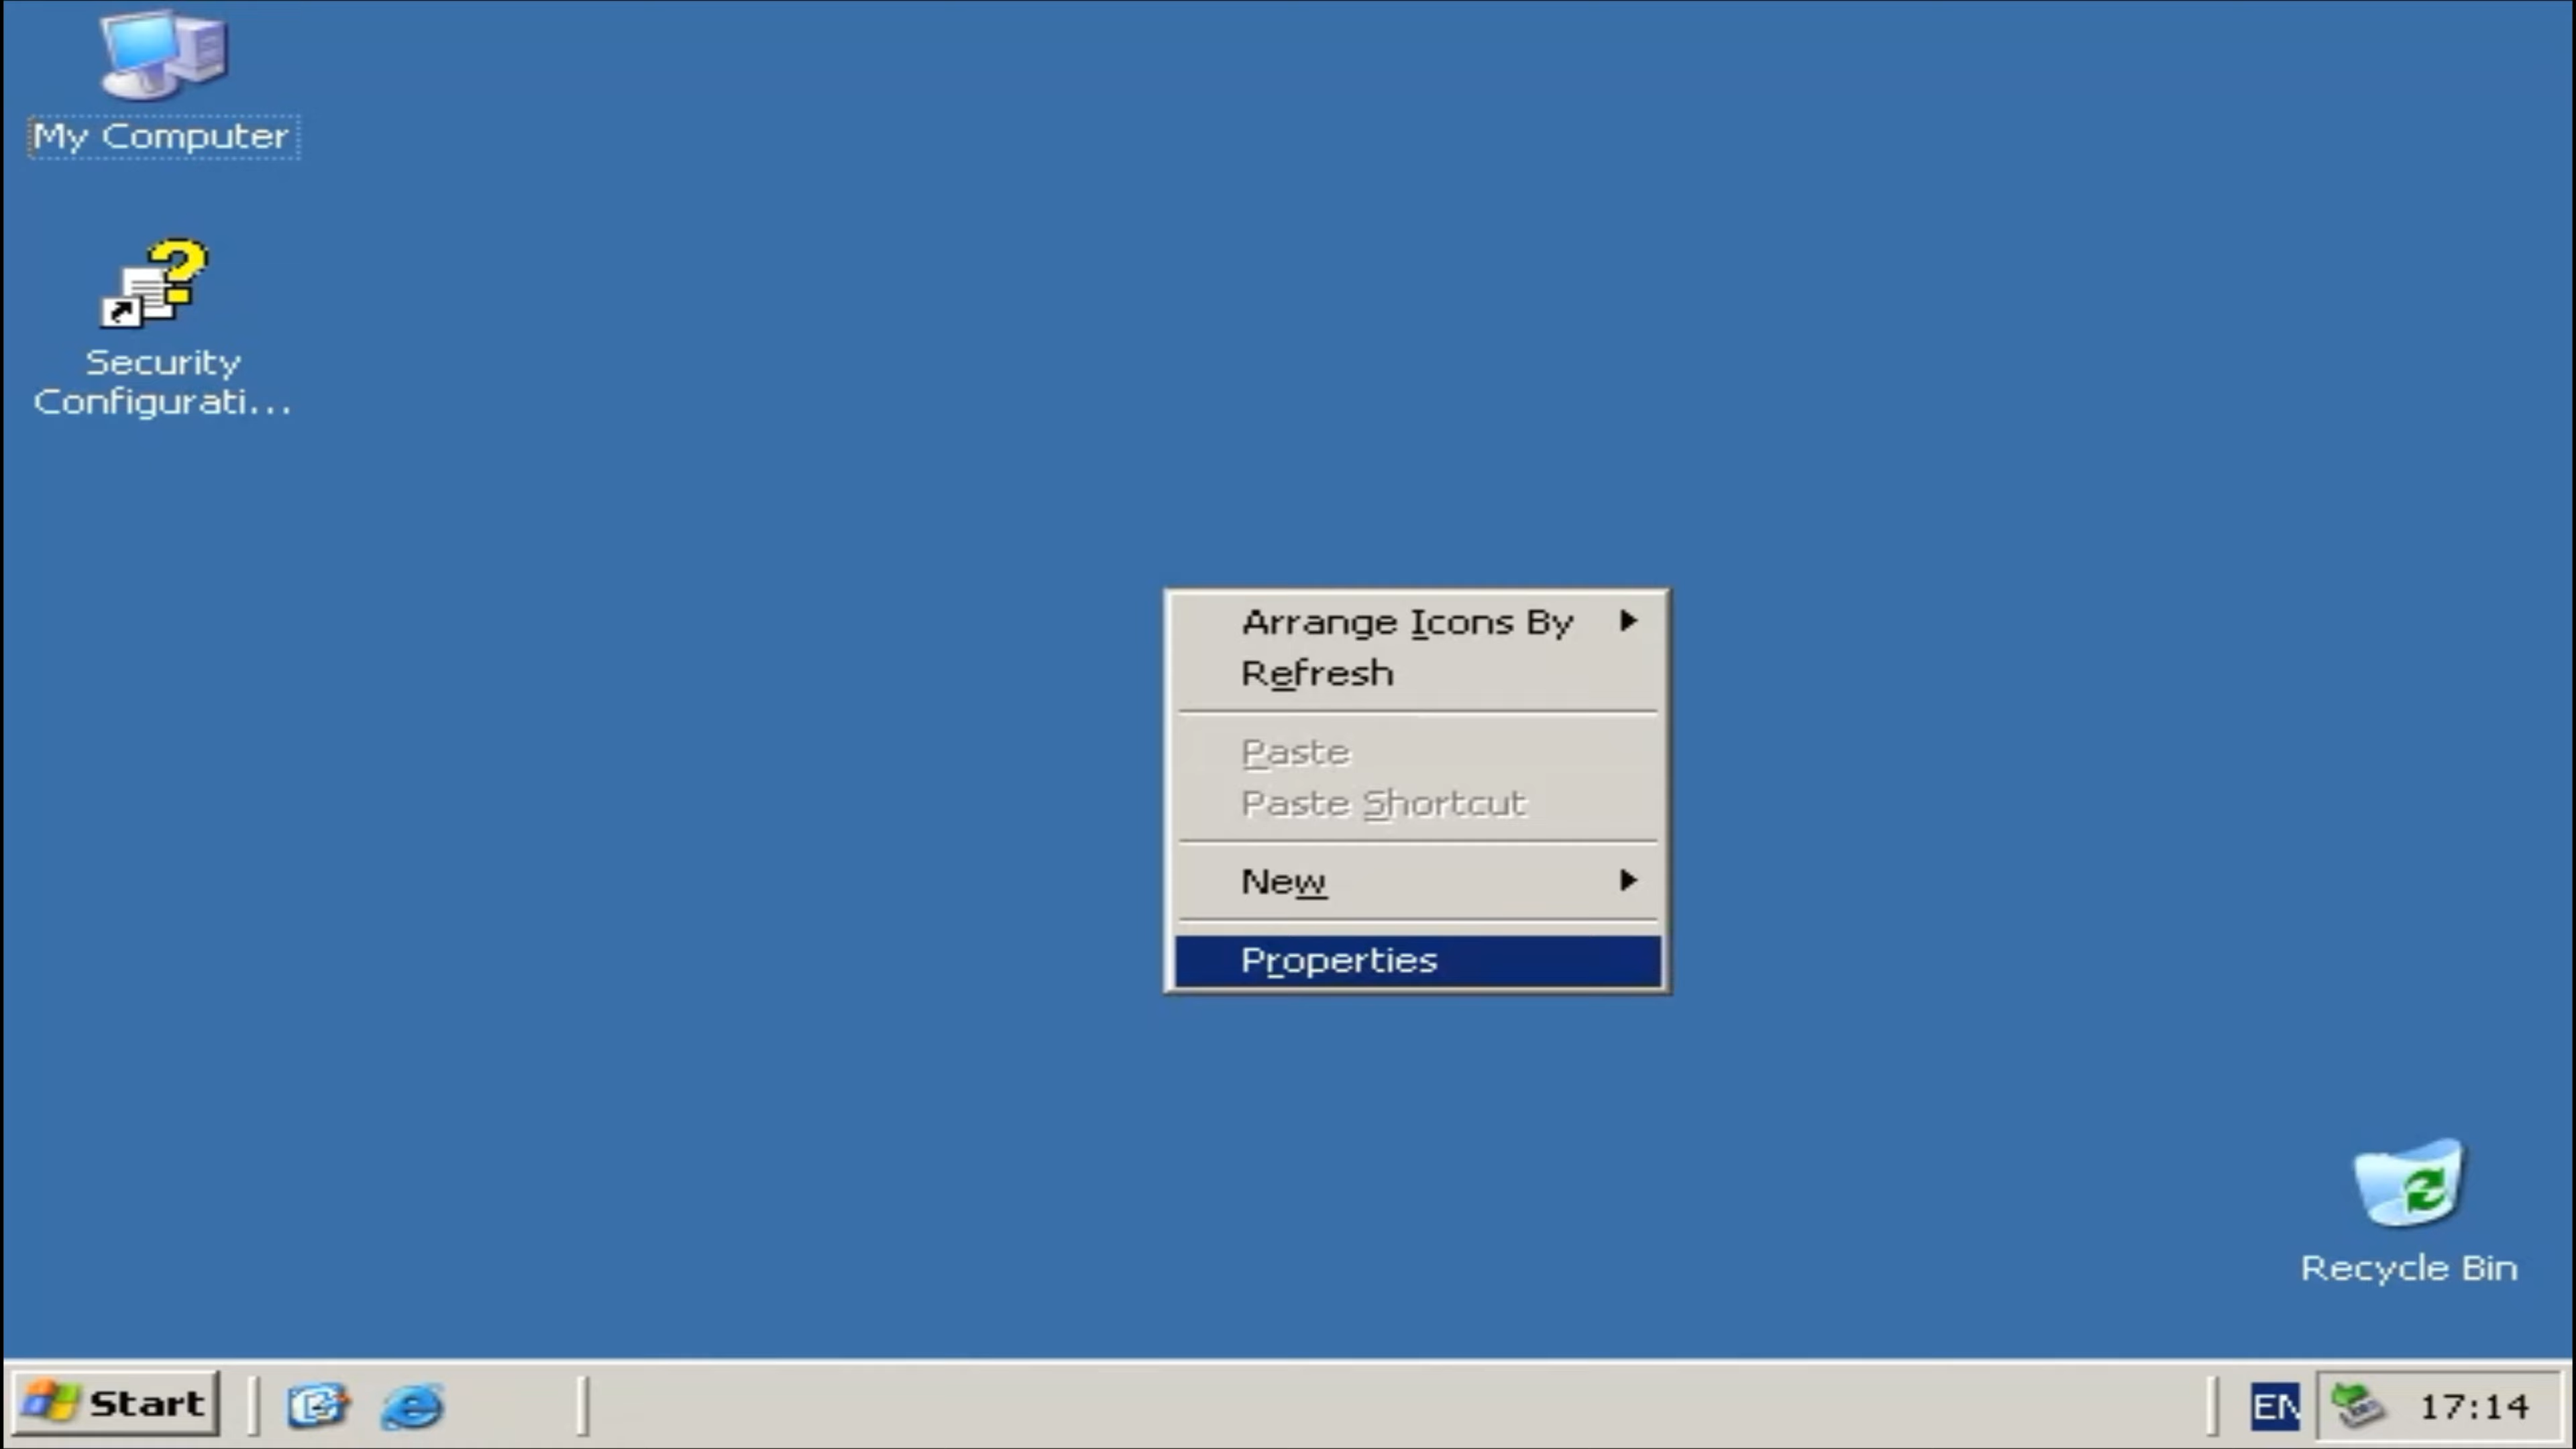 My Computer
Security
Configurati...
Arrange Icons By
Refresh
Paste
Paste Shortcut
New
Properties
Recycle Bin
Start
EN
17:14